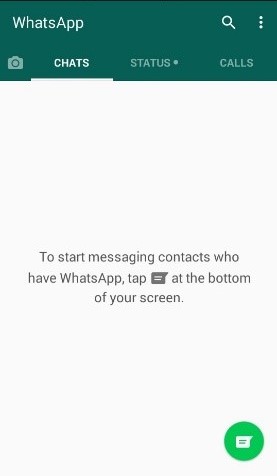 WhatsApp
CHATS STATUS • CALLS
To start messaging contacts who
have WhatsApp, tap at the bottom
of your screen.